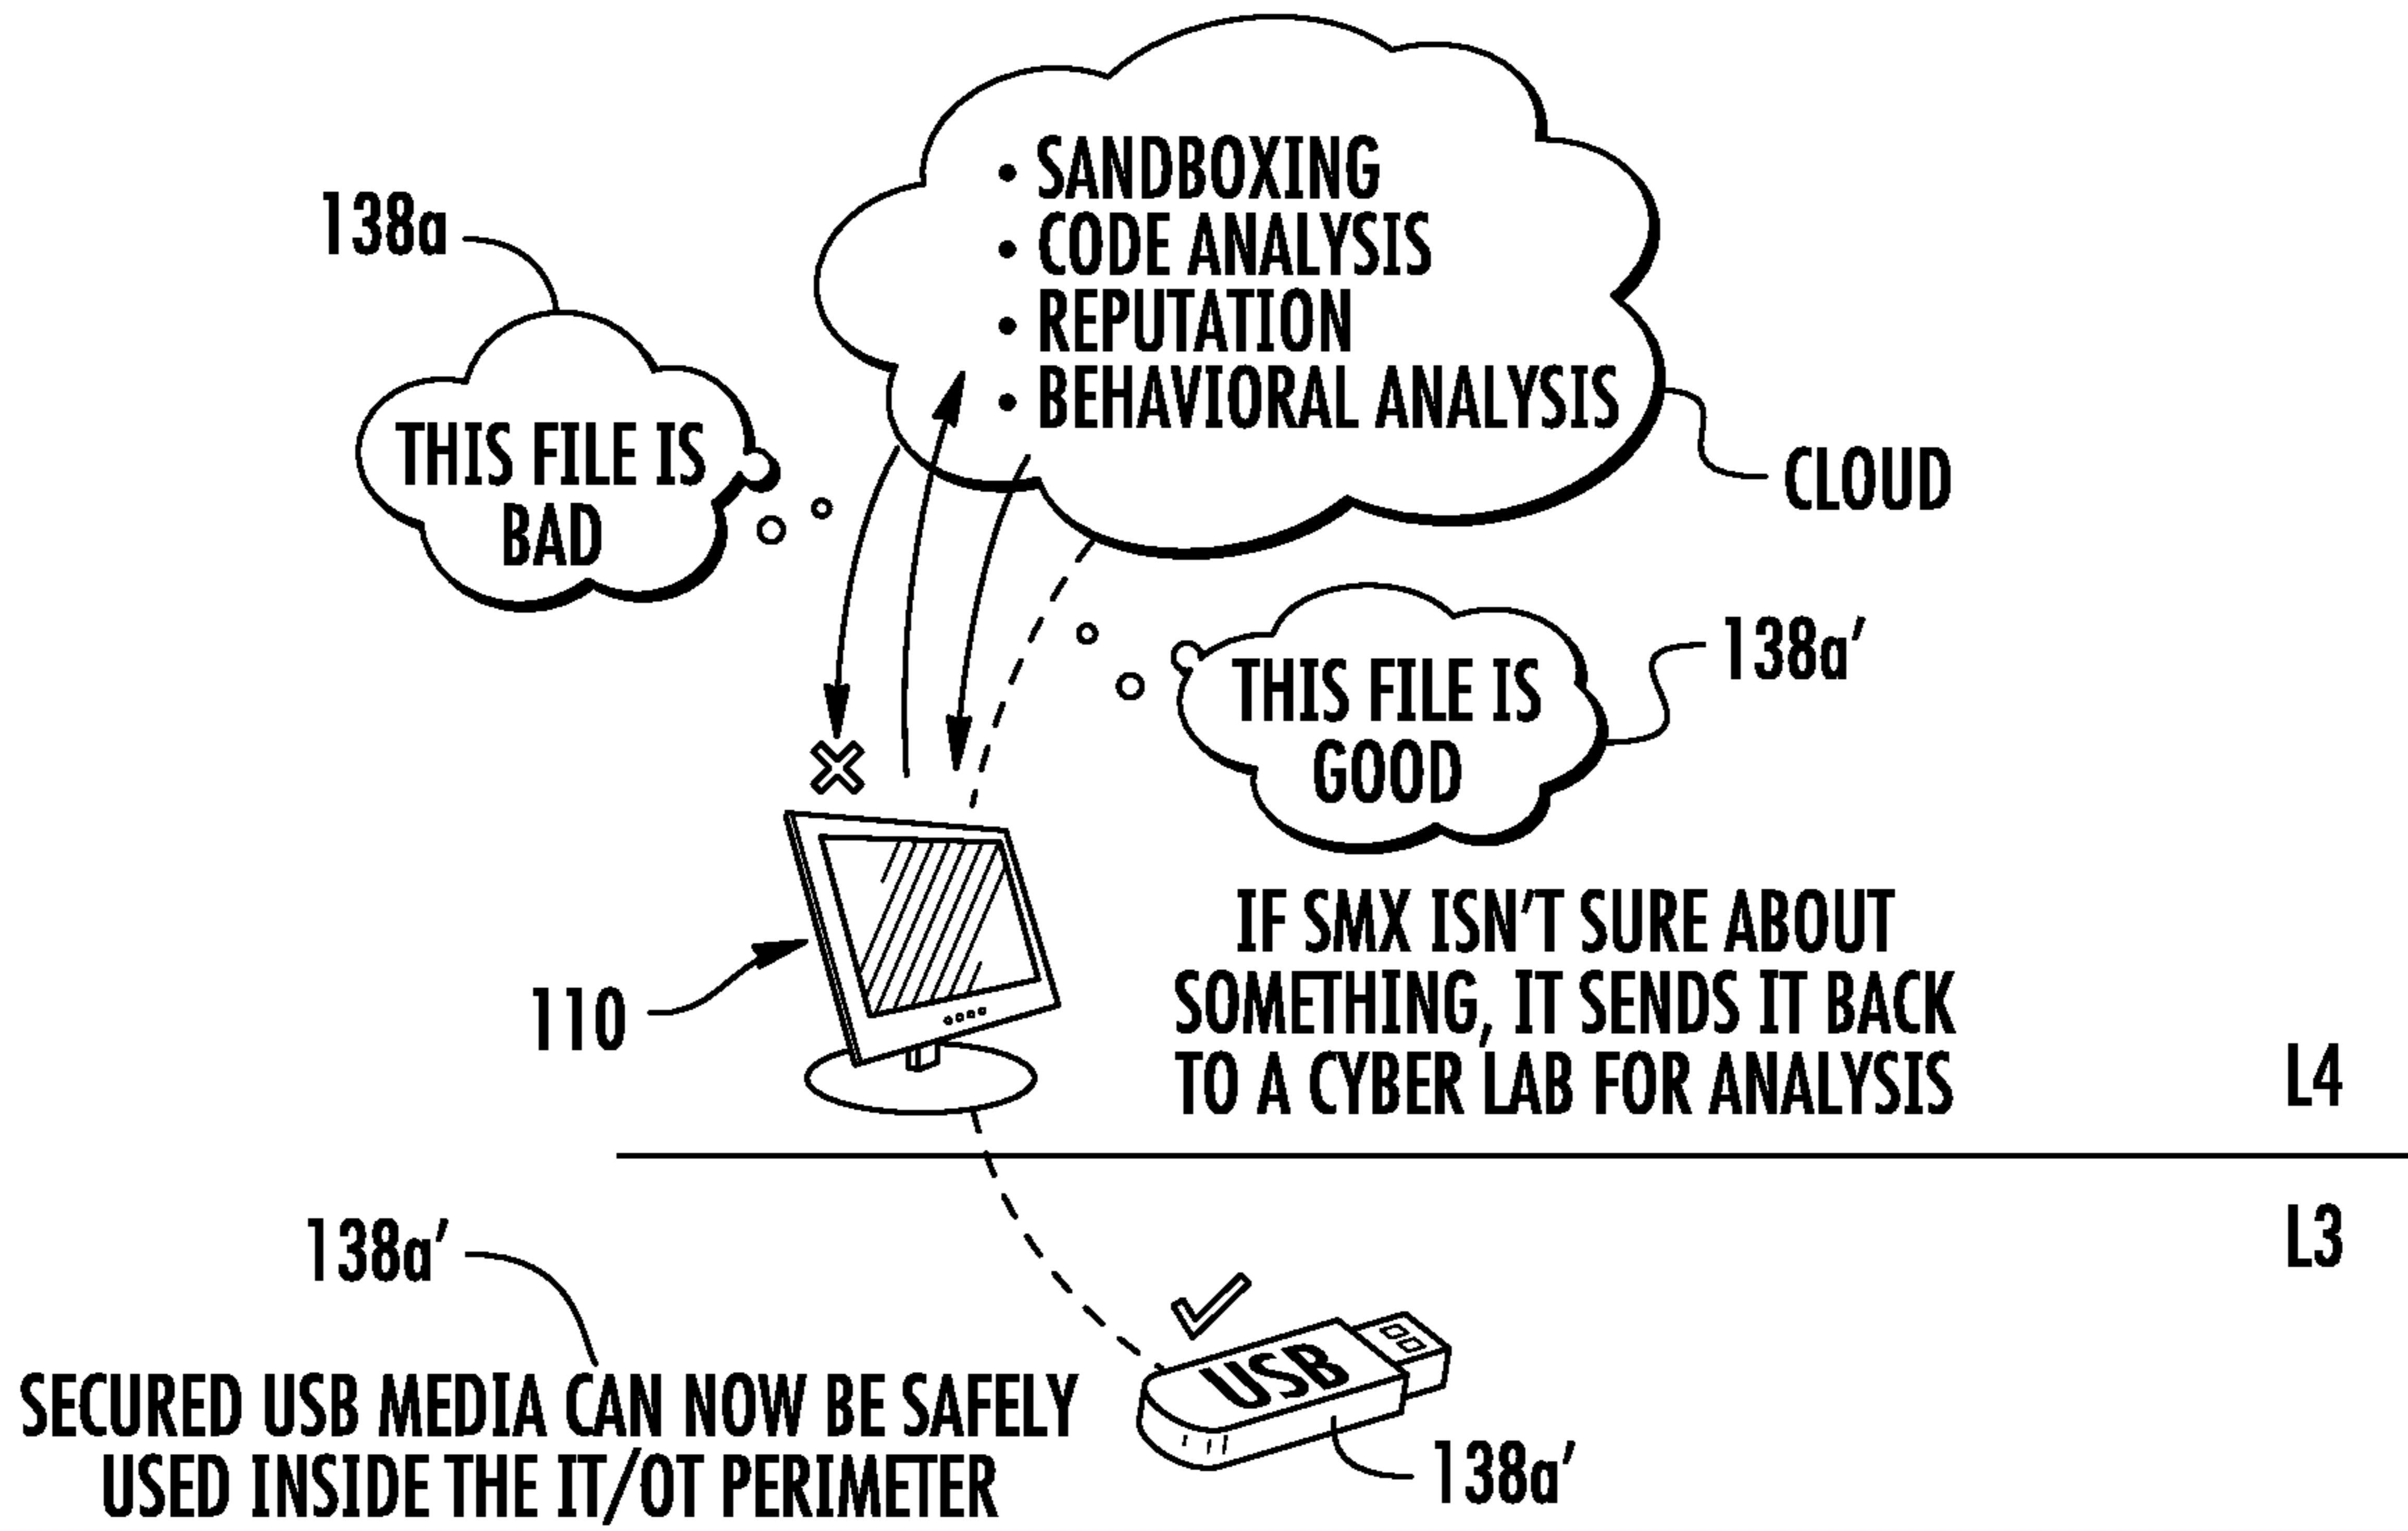 • SANDBOXING
• CODE ANALYSIS
• REPUTATION
• BEHAVIORAL ANALYSIS
138a
THIS FILE IS
BAD
CLOUD
138a′
THIS FILE IS
GOOD
110
IF SMX ISN'T SURE ABOUT
SOMETHING, IT SENDS IT BACK
TO A CYBER LAB FOR ANALYSIS
L4
L3
138a′
SECURED USB MEDIA CAN NOW BE SAFELY
USED INSIDE THE IT/OT PERIMETER
USB
138a′